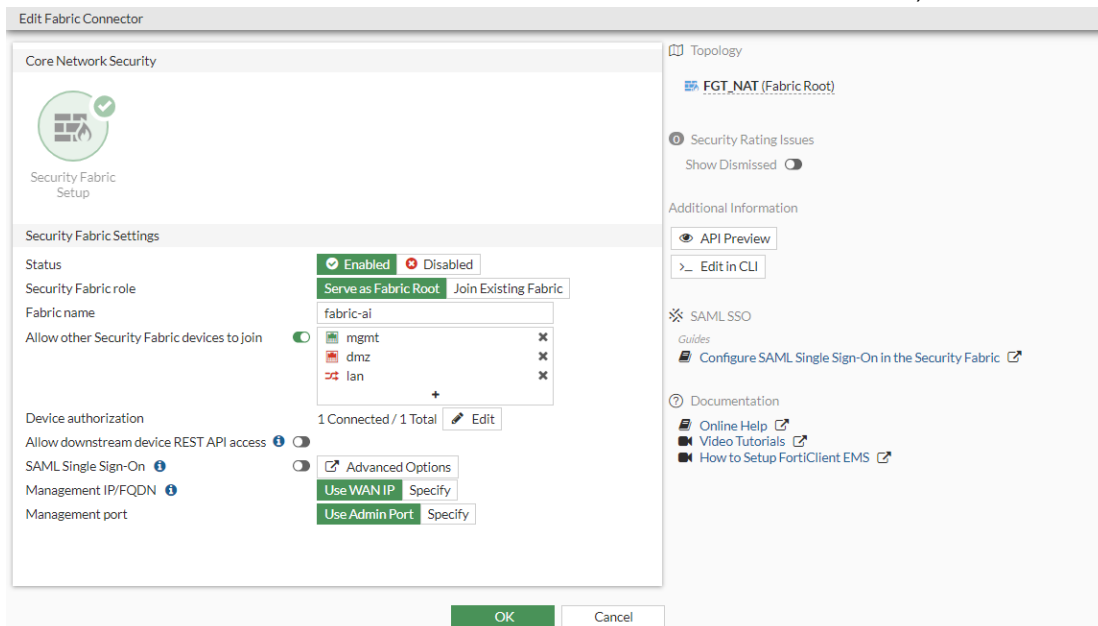 Edit Fabric Connector
Core Network Security
Security Fabric
Setup
Security Fabric Settings
Status Enabled Disabled
Security Fabric role Serve as Fabric Root Join Existing Fabric
Fabric name fabric-ai
Allow other Security Fabric devices to join mgmt
dmz
lan
+
Device authorization 1 Connected / 1 Total Edit
Allow downstream device REST API access
SAML Single Sign-On Advanced Options
Management IP/FQDN Use WAN IP Specify
Management port Use Admin Port Specify
OK Cancel
Topology
FGT_NAT (Fabric Root)
0 Security Rating Issues
Show Dismissed
Additional Information
API Preview
>_ Edit in CLI
SAML SSO
Guides
Configure SAML Single Sign-On in the Security Fabric
Documentation
Online Help
Video Tutorials
How to Setup FortiClient EMS